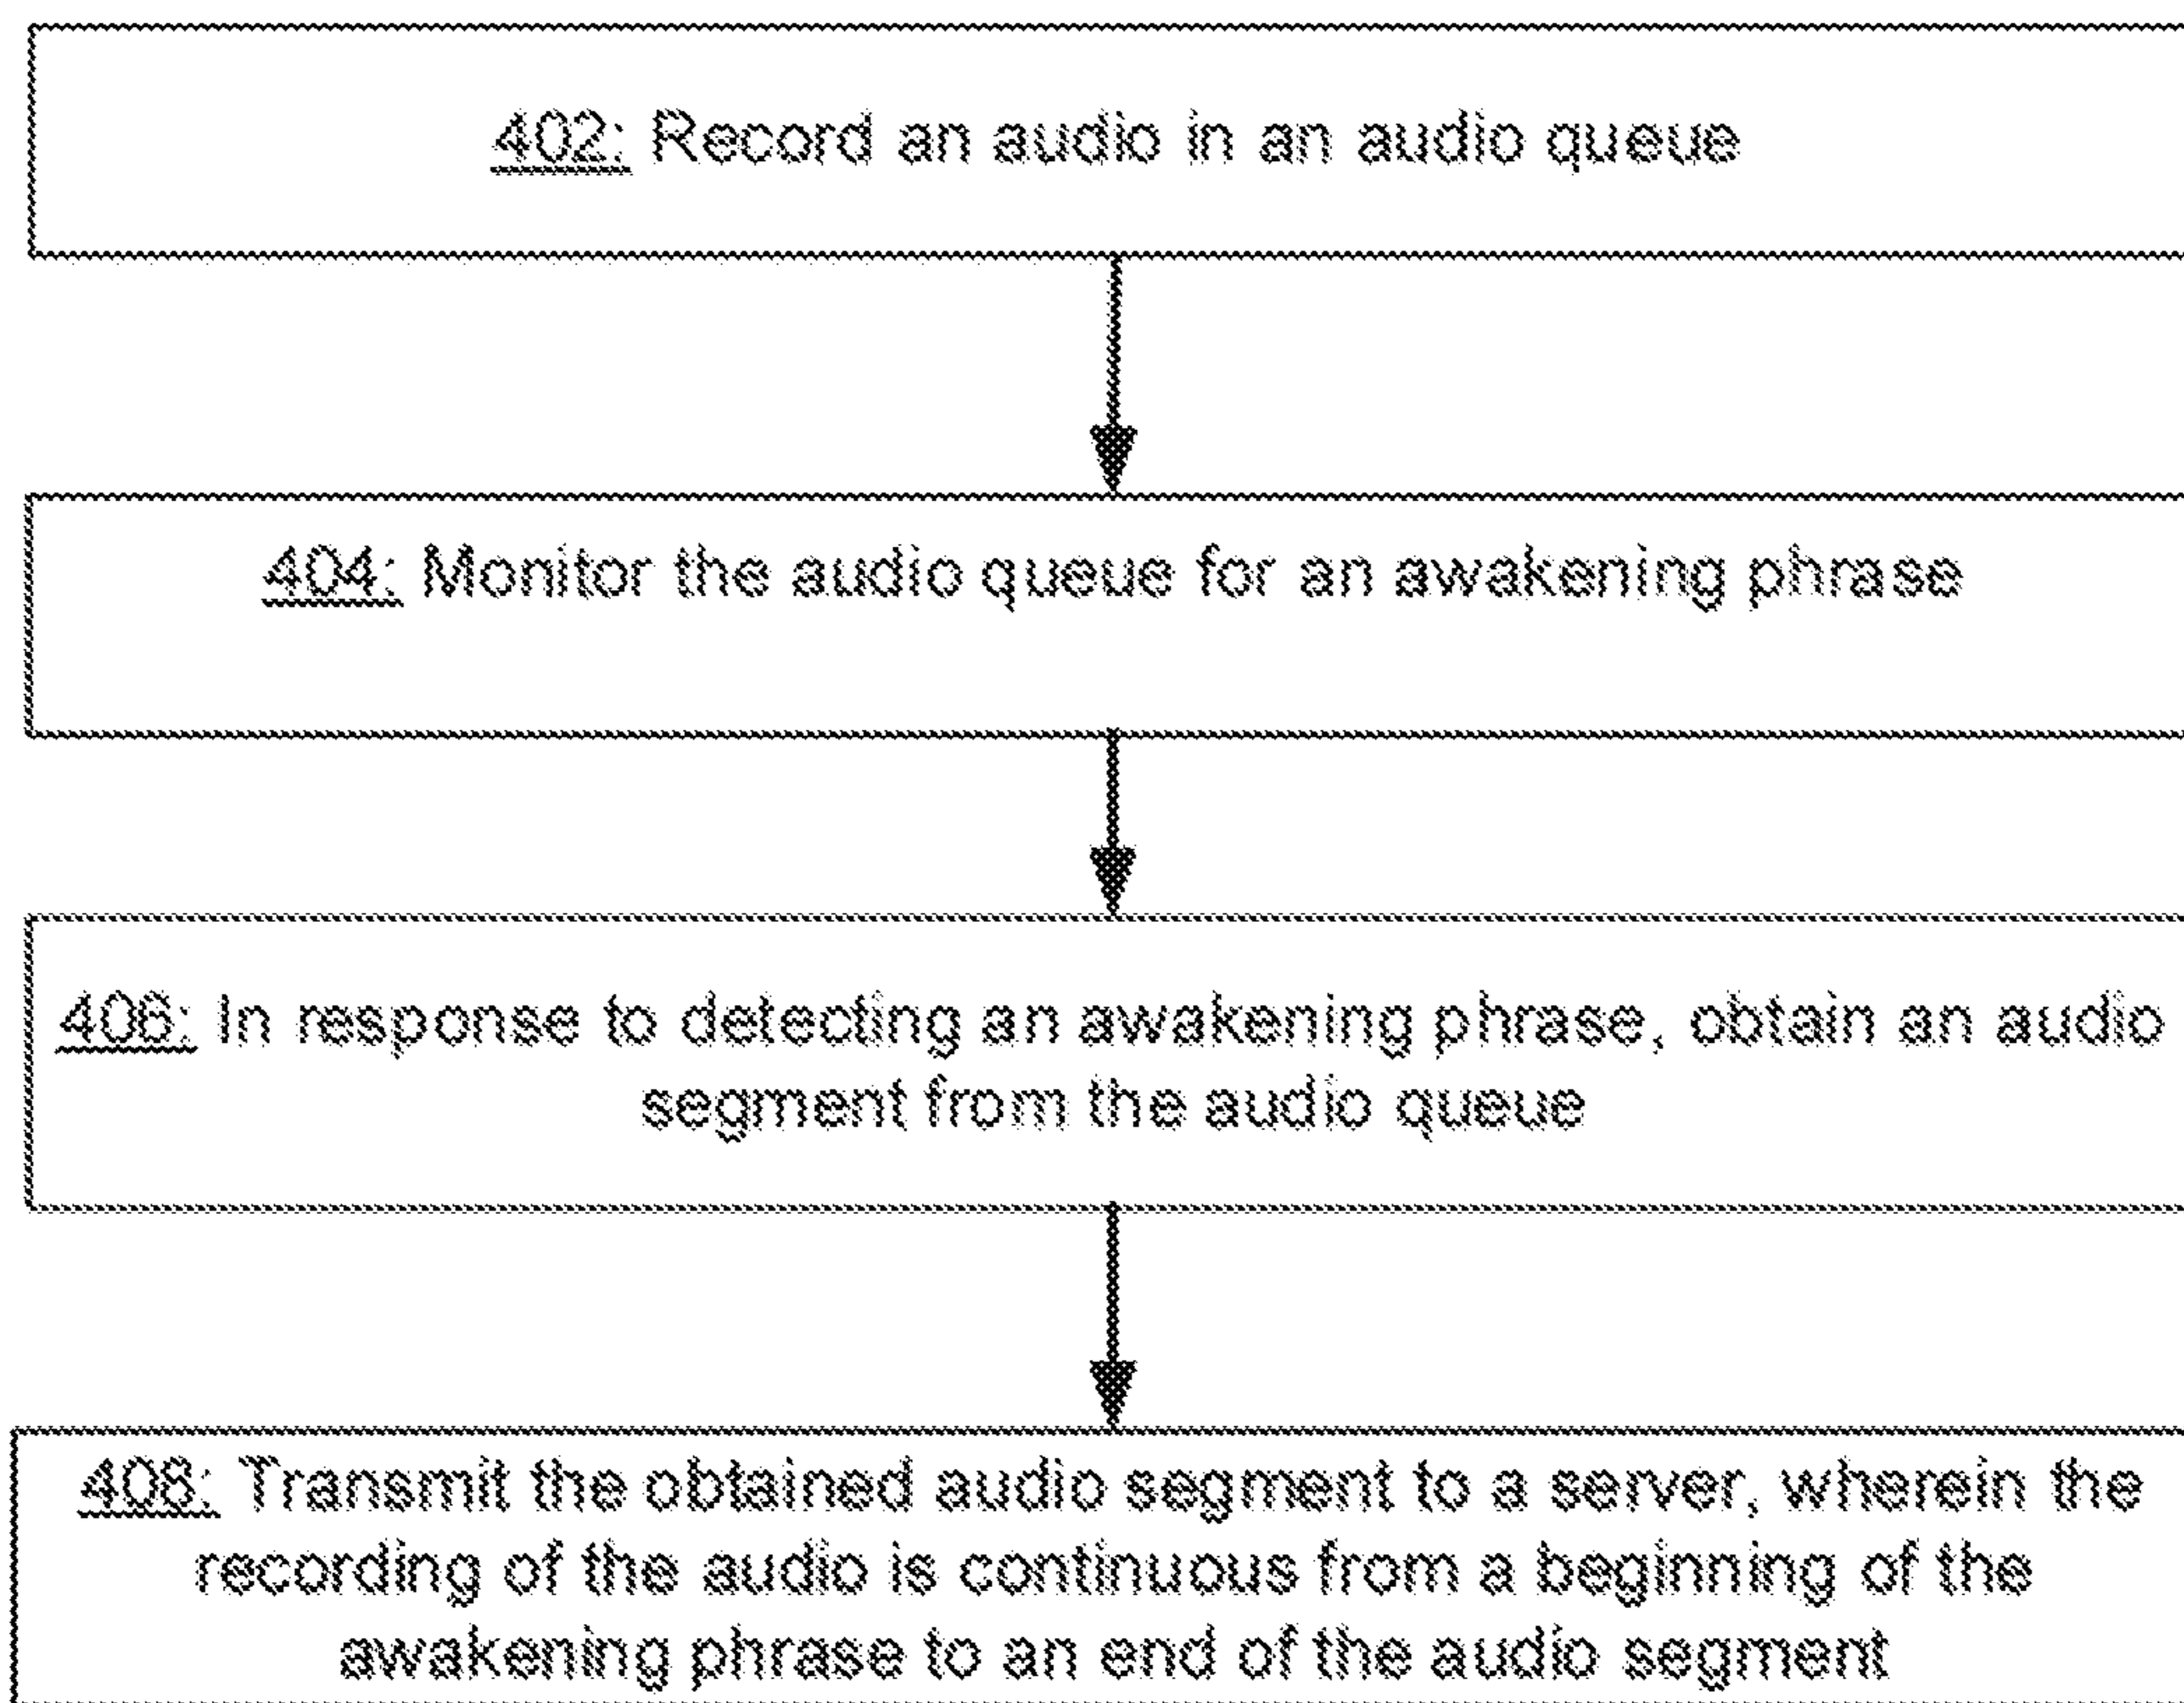 402: Record an audio in an audio queue
404: Monitor the audio queue for an awakening phrase
406: In response to detecting an awakening phrase, obtain an audio
segment from the audio queue
408: Transmit the obtained audio segment to a server, wherein the
recording of the audio is continuous from a beginning of the
awakening phrase to an end of the audio segment